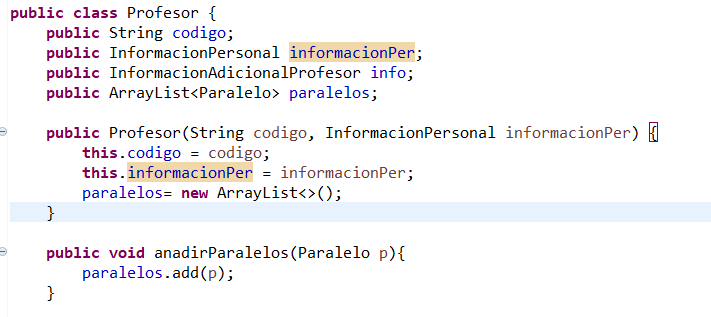 public class Profesor {
public String codigo;
public InformacionPersonal informacionPer;
public InformacionAdicionalProfesor info;
public ArrayList<Paralelo> paralelos;
public Profesor(String codigo, InformacionPersonal informacionPer) {
this.codigo = codigo;
this.informacionPer = informacionPer;
paralelos= new ArrayList<>();
}
public void anadirParalelos(Paralelo p){
paralelos.add(p);
}